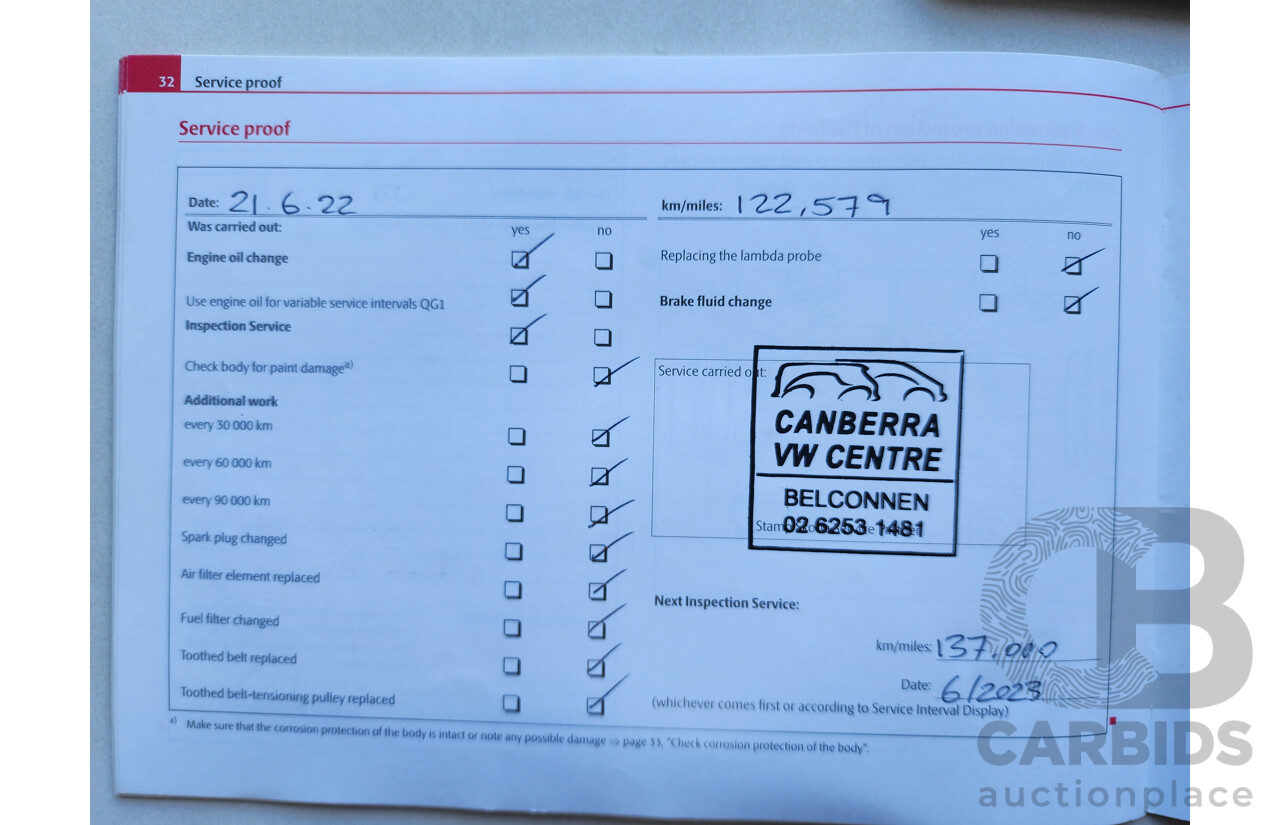 32 Service proof
Service proof
Date: 21.6.22
km/miles: 122,579
Was carried out:
yes no
Engine oil change
Use engine oil for variable service intervals QG1
Inspection Service
Check body for paint damage a)
Additional work
every 30 000 km
every 60 000 km
every 90 000 km
Spark plug changed
Air filter element replaced
Fuel filter changed
Toothed belt replaced
Toothed belt-tensioning pulley replaced
yes no
Replacing the lambda probe
Brake fluid change
Service carried out:
CANBERRA
VW CENTRE
BELCONNEN
02 6253 1481
Next Inspection Service:
km/miles: 137,000
Date: 6/2023
(whichever comes first or according to Service Interval Display)
a) Make sure that the corrosion protection of the body is intact or note any possible damage ⇒ page 33, "Check corrosion protection of the body".
CB
CARBIDS
auctionplace